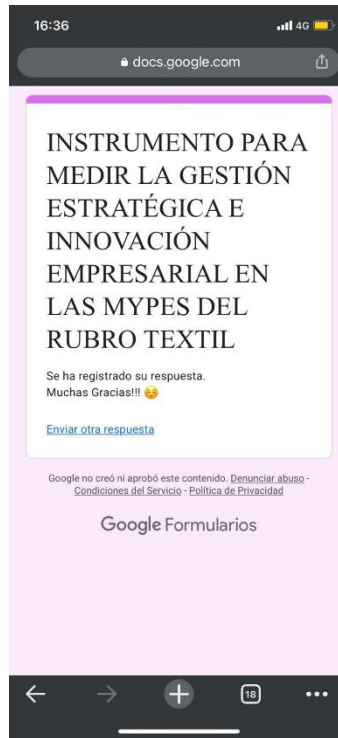 16:36
4G
docs.google.com
INSTRUMENTO PARA
MEDIR LA GESTIÓN
ESTRATÉGICA E
INNOVACIÓN
EMPRESARIAL EN
LAS MYPES DEL
RUBRO TEXTIL
Se ha registrado su respuesta.
Muchas Gracias!!! ☺️
Enviar otra respuesta
Google no creó ni aprobó este contenido. Denunciar abuso -
Condiciones del Servicio - Política de Privacidad
Google Formularios
18